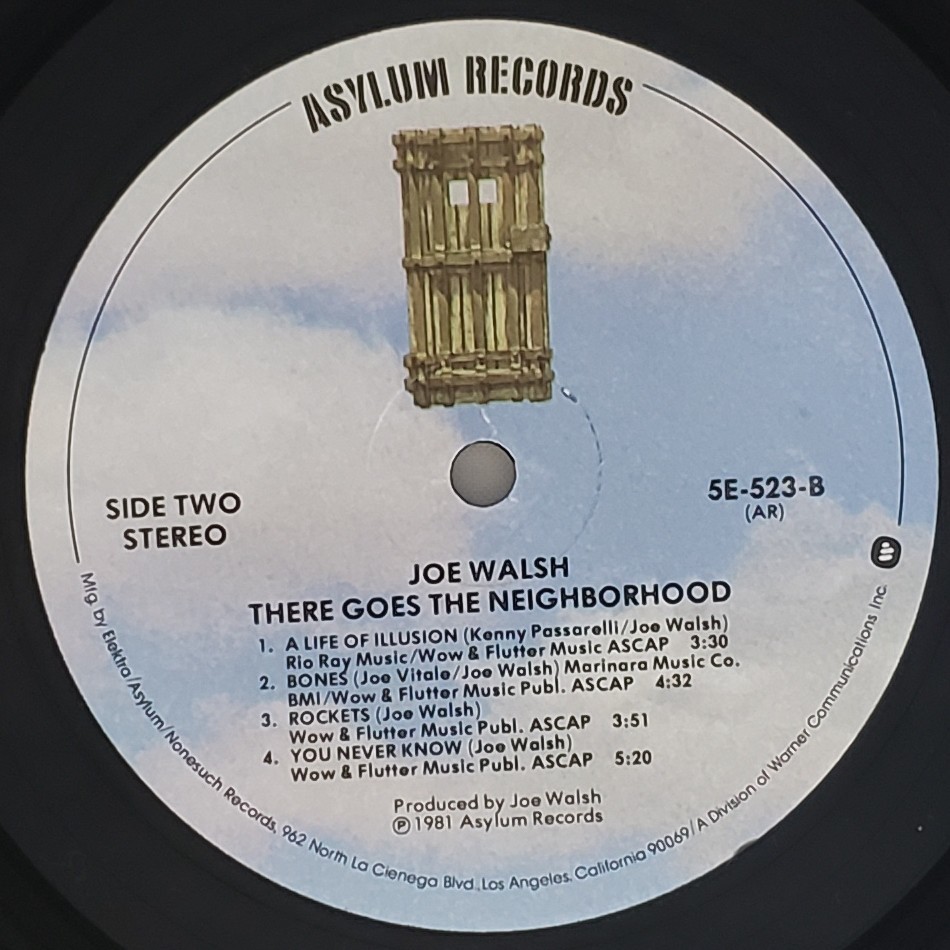 ASYLUM RECORDS
SIDE TWO
STEREO
5E-523-B
(AR)
JOE WALSH
THERE GOES THE NEIGHBORHOOD
1. A LIFE OF ILLUSION (Kenny Passarelli/Joe Walsh)
Rio Ray Music/Wow & Flutter Music ASCAP 3:30
2. BONES (Joe Vitale/Joe Walsh) Marinara Music Co.
BMI/Wow & Flutter Music Publ. ASCAP 4:32
3. ROCKETS (Joe Walsh)
Wow & Flutter Music Publ. ASCAP 3:51
4. YOU NEVER KNOW (Joe Walsh)
Wow & Flutter Music Publ. ASCAP 5:20
Produced by Joe Walsh
℗ 1981 Asylum Records
Mfg. by Elektra/Asylum/Nonesuch Records, 962 North La Cienega Blvd., Los Angeles, California 90069/A Division of Warner Communications Inc.